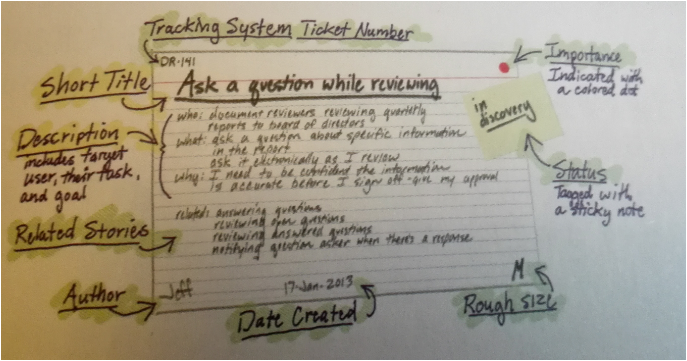 Tracking System Ticket Number
DR-141
Importance
Indicated with
a colored dot
Short Title
Ask a question while reviewing
in
discovery
Description
includes target
user, their task,
and goal
who: document reviewers reviewing quarterly
reports to board of directors
what: ask a question about specific information
in the report
ask it electronically as I review
why: I need to be confident the information
is accurate before I sign off - give my approval
Status
Tagged with
a sticky note
Related Stories
related: answering questions
reviewing open questions
reviewing answered questions
notifying question asker when there's a response
Author
Jeff
17-Jan-2013
M
Date Created
Rough size